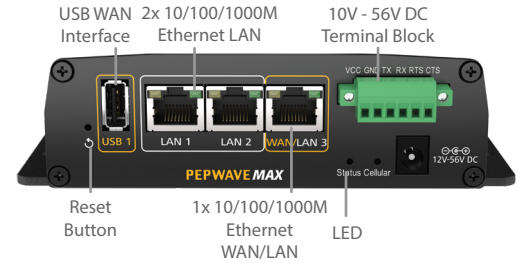 USB WAN
Interface
2x 10/100/1000M
Ethernet LAN
10V - 56V DC
Terminal Block
VCC GND TX RX RTS CTS
USB 1
LAN 1
LAN 2
WAN/LAN 3
12V-56V DC
Status Cellular
PEPWAVE MAX
Reset
Button
1x 10/100/1000M
Ethernet
WAN/LAN
LED